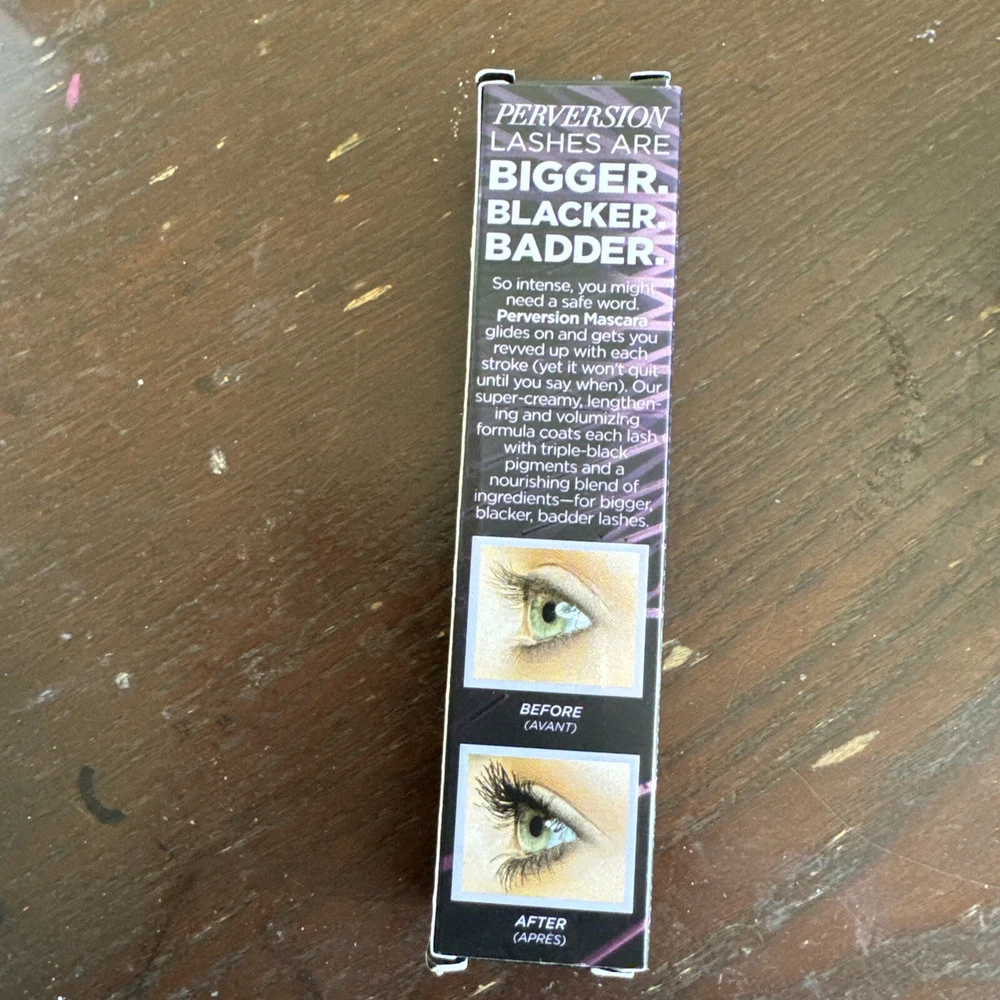 PERVERSION
LASHES ARE
BIGGER.
BLACKER.
BADDER.
So intense, you might
need a safe word.
Perversion Mascara
glides on and gets you
revved up with each
stroke (yet it won't quit
until you say when). Our
super-creamy, lengthen-
ing and volumizing
formula coats each lash
with triple-black
pigments and a
nourishing blend of
ingredients—for bigger,
blacker, badder lashes.
BEFORE
(AVANT)
AFTER
(APRÈS)